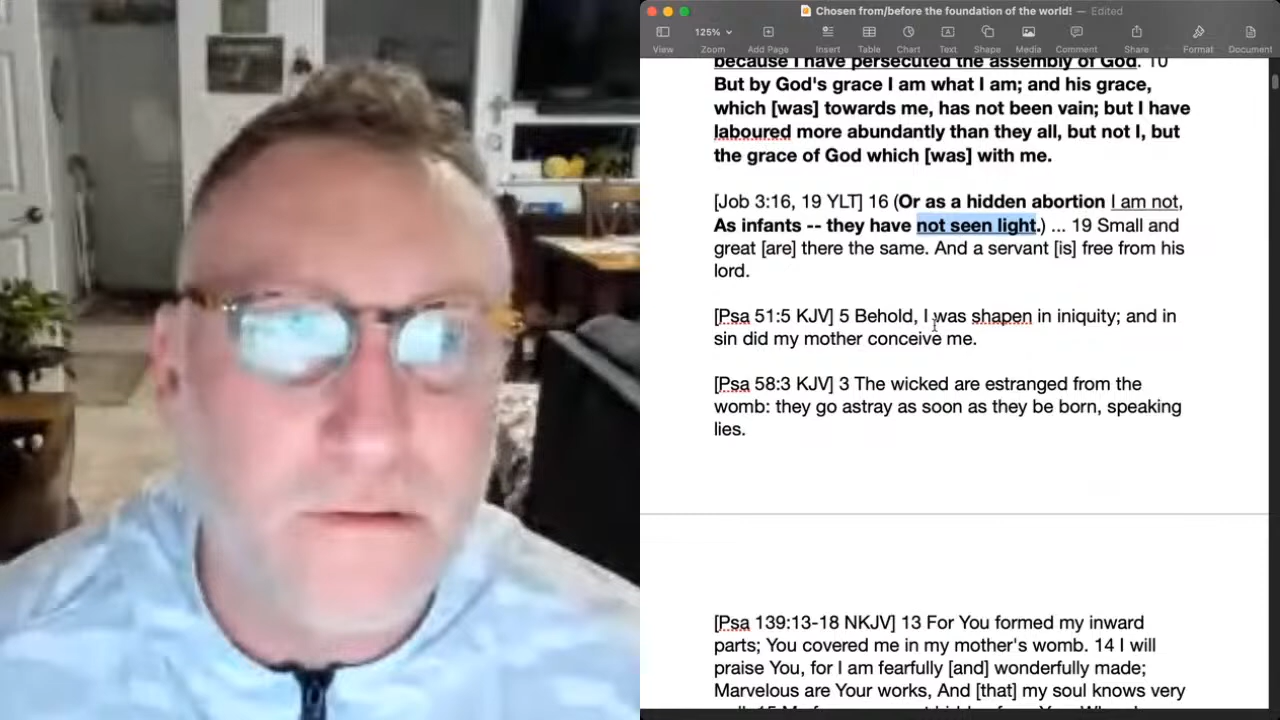 Chosen from/before the foundation of the world! — Edited
125%
View Zoom Add Page Insert Table Chart Text Shape Media Comment Share Format Document
because I have persecuted the assembly of God. 10
But by God's grace I am what I am; and his grace,
which [was] towards me, has not been vain; but I have
laboured more abundantly than they all, but not I, but
the grace of God which [was] with me.
[Job 3:16, 19 YLT] 16 (Or as a hidden abortion I am not,
As infants -- they have not seen light.) ... 19 Small and
great [are] there the same. And a servant [is] free from his
lord.
[Psa 51:5 KJV] 5 Behold, I was shapen in iniquity; and in
sin did my mother conceive me.
[Psa 58:3 KJV] 3 The wicked are estranged from the
womb: they go astray as soon as they be born, speaking
lies.
[Psa 139:13-18 NKJV] 13 For You formed my inward
parts; You covered me in my mother's womb. 14 I will
praise You, for I am fearfully [and] wonderfully made;
Marvelous are Your works, And [that] my soul knows very